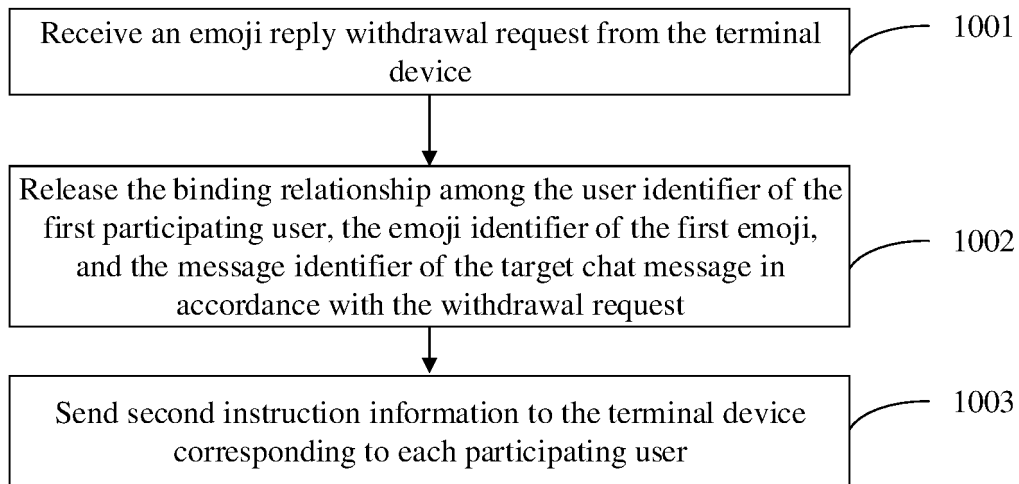 Receive an emoji reply withdrawal request from the terminal
device
1001
Release the binding relationship among the user identifier of the
first participating user, the emoji identifier of the first emoji,
and the message identifier of the target chat message in
accordance with the withdrawal request
1002
Send second instruction information to the terminal device
corresponding to each participating user
1003